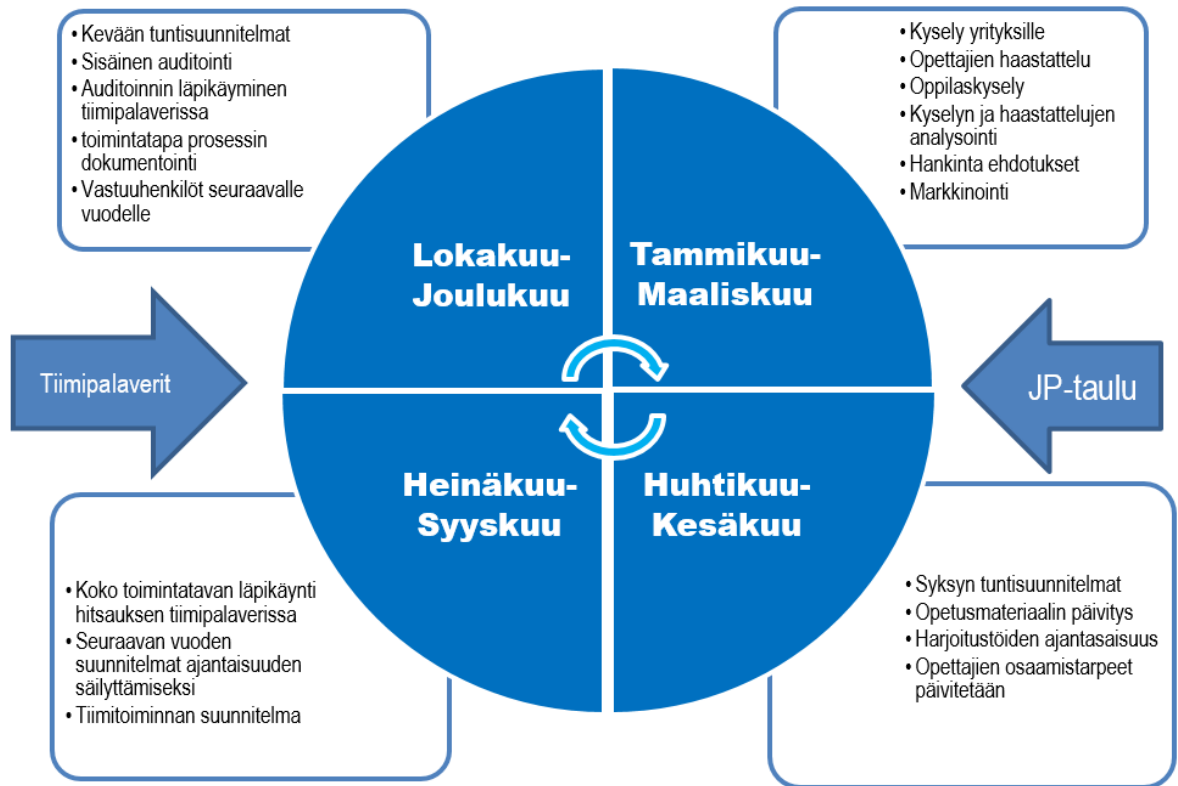 • Kevään tuntisuunnitelmat
• Sisäinen auditointi
• Auditoinnin läpikäyminen
tiimipalaverissa
• toimintatapa prosessin
dokumentointi
• Vastuuhenkilöt seuraavalle
vuodelle
• Kysely yrityksille
• Opettajien haastattelu
• Oppilaskysely
• Kyselyn ja haastattelujen
analysointi
• Hankinta ehdotukset
• Markkinointi
Lokakuu-
Joulukuu
Tammikuu-
Maaliskuu
Tiimipalaverit
JP-taulu
Heinäkuu-
Syyskuu
Huhtikuu-
Kesäkuu
• Koko toimintatavan läpikäynti
hitsauksen tiimipalaverissa
• Seuraavan vuoden
suunnitelmat ajantaisuuden
säilyttämiseksi
• Tiimitoiminnan suunnitelma
• Syksyn tuntisuunnitelmat
• Opetusmateriaalin päivitys
• Harjoitustöiden ajantasaisuus
• Opettajien osaamistarpeet
päivitetään